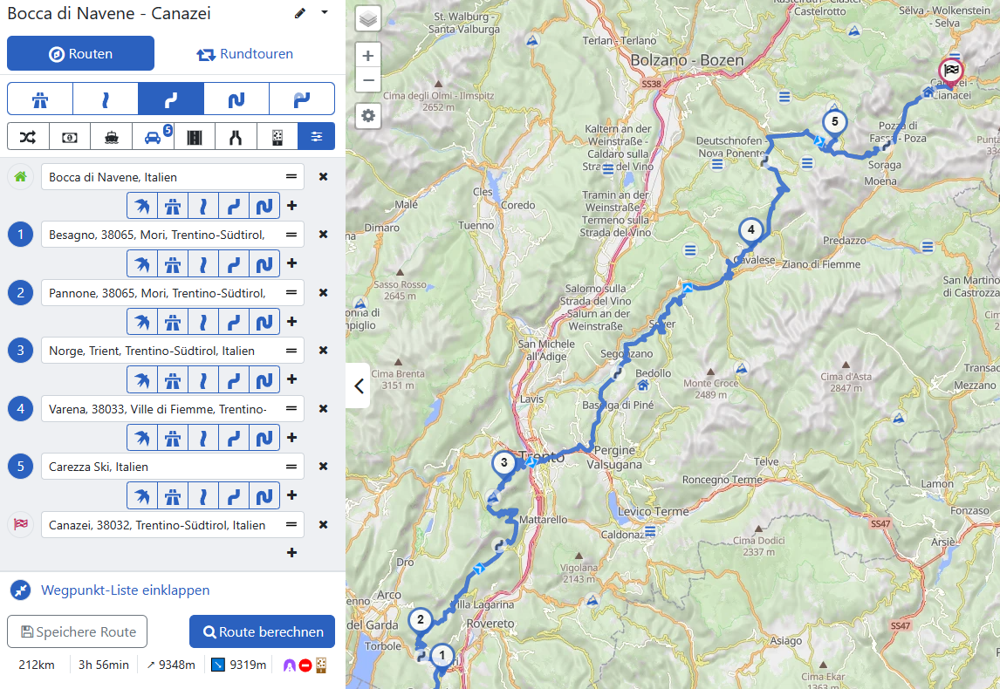 Bocca di Navene - Canazei
Routen
Rundtouren
5
Bocca di Navene, Italien
1
Besagno, 38065, Mori, Trentino-Südtirol,
2
Pannone, 38065, Mori, Trentino-Südtirol,
3
Norge, Trient, Trentino-Südtirol, Italien
4
Varena, 38033, Ville di Fiemme, Trentino-
5
Carezza Ski, Italien
Canazei, 38032, Trentino-Südtirol, Italien
Wegpunkt-Liste einklappen
Speichere Route
Route berechnen
212km
3h 56min
9348m
9319m
St. Walburg -
Santa Valburga
Castelrotto
Sëlva - Wolkenstein
- Selva
Terlan - Terlano
Bolzano - Bozen
SS38
Cima degli Olmi - Ilmspitz
2652 m
Cianacei
5
Pozza di
Fassa - Poza
Kaltern an der
Weinstraße -
Caldaro sulla
Strada del Vino
Deutschnofen -
Nova Ponente
Soraga
Moena
Cles
Coredo
Malé
Tramin an der
Weinstraße -
Termeno sulla
Strada del Vino
Dimaro
Tuenno
4
Predazzo
Cavalese
Ziano di Fiemme
Sasso Rosso
2645 m
Salorno sulla
Strada del Vino
- Salurn an der
Weinstraße
San Martino
di Castrozza
Sover
San Michele
all'Adige
Segonzano
Cima Brenta
3151 m
Bedollo
Monte Croce
2489 m
Cima d'Asta
2847 m
Mezzano
Lavis
Baselga di Piné
3
Trento
Pergine
Valsugana
Telve
Roncegno Terme
Lamon
Levico Terme
Mattarello
Caldonazzo
Fonzaso
SS47
Arsiè
Cima Dodici
2337 m
Dro
Vigolana
2143 m
Arco
2
Villa Lagarina
Rovereto
del Garda
Torbole
SS47
Asiago
1
Cima Ekar
1363 m